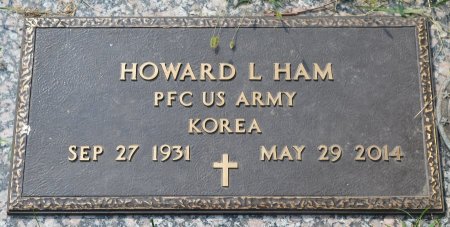 HOWARD L HAM
PFC US ARMY
KOREA
SEP 27 1931 MAY 29 2014